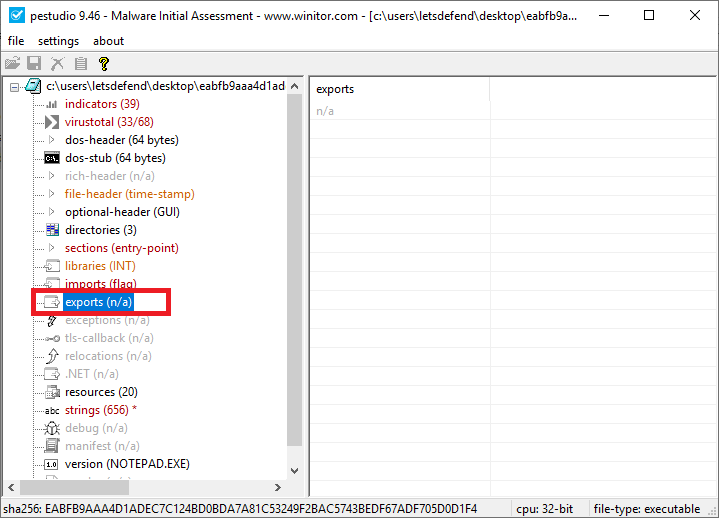 pestudio 9.46 - Malware Initial Assessment - www.winitor.com - [c:\users\letsdefend\desktop\eabfb9a...
file settings about
c:\users\letsdefend\desktop\eabfb9aaa4d1ad
indicators (39)
virustotal (33/68)
dos-header (64 bytes)
dos-stub (64 bytes)
rich-header (n/a)
file-header (time-stamp)
optional-header (GUI)
directories (3)
sections (entry-point)
libraries (INT)
imports (flag)
exports (n/a)
exceptions (n/a)
tls-callback (n/a)
relocations (n/a)
.NET (n/a)
resources (20)
abc strings (656) *
debug (n/a)
manifest (n/a)
1.0 version (NOTEPAD.EXE)
exports
n/a
sha256: EABFB9AAA4D1ADEC7C124BD0BDA7A81C53249F2BAC5743BEDF67ADF705D0D1F4 cpu: 32-bit file-type: executable